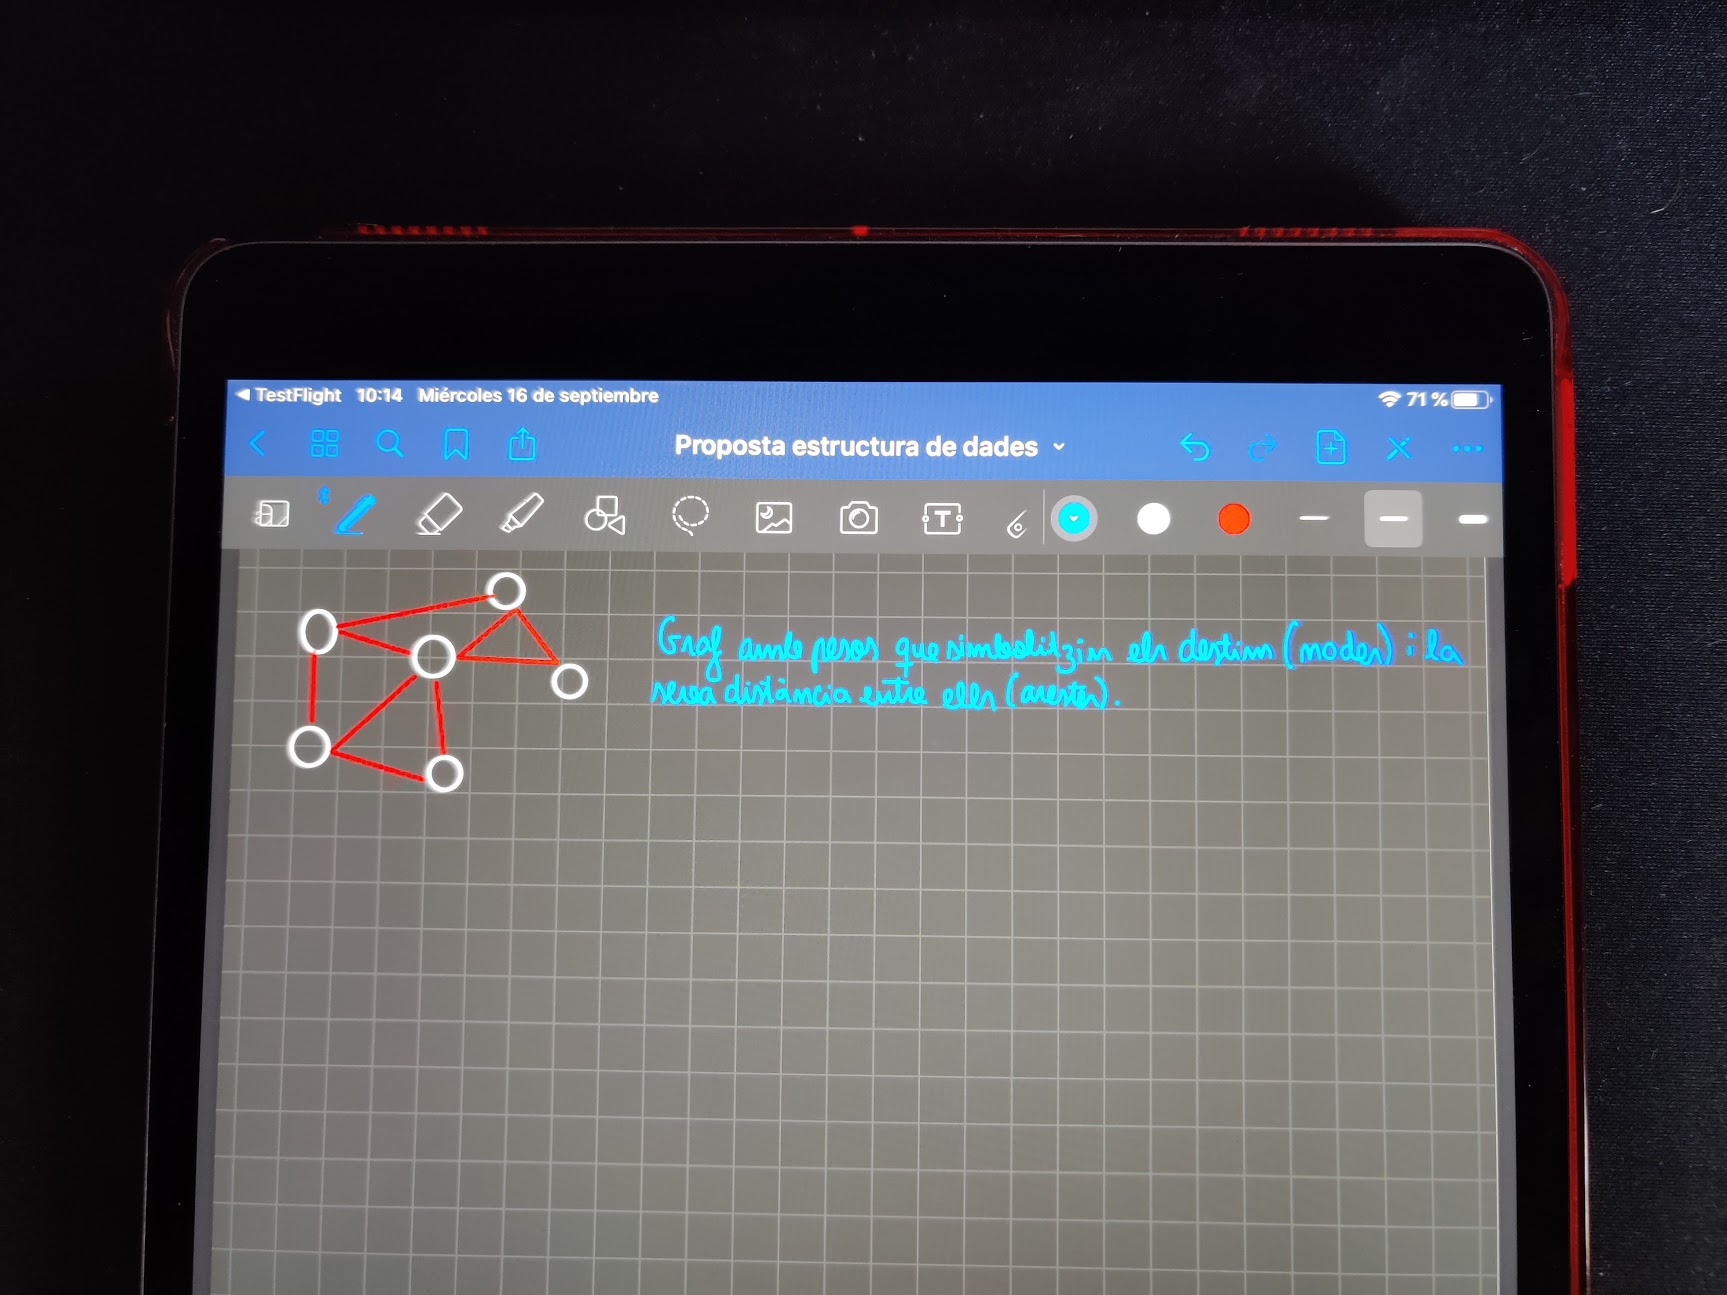 ◀ TestFlight 10:14 Miércoles 16 de septiembre 71 %
Proposta estructura de dades
T
Graf amb pesos que simbolitzin els destins (nodes) i la
seva distància entre ells (arestes).